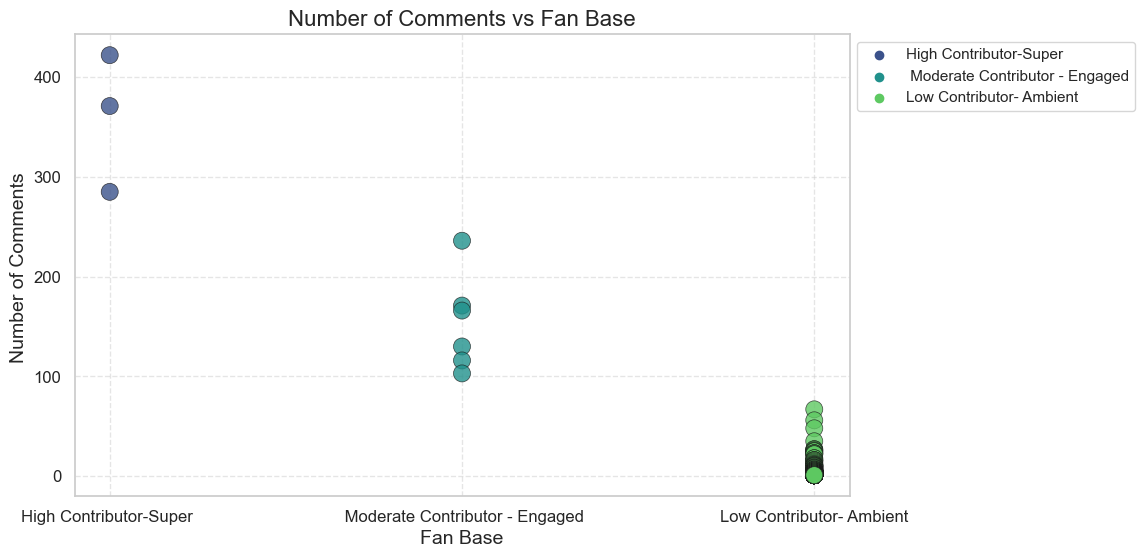 Number of Comments vs Fan Base
High Contributor-Super
Moderate Contributor - Engaged
Low Contributor- Ambient
Number of Comments
400
300
200
100
0
High Contributor-Super
Moderate Contributor - Engaged
Low Contributor- Ambient
Fan Base